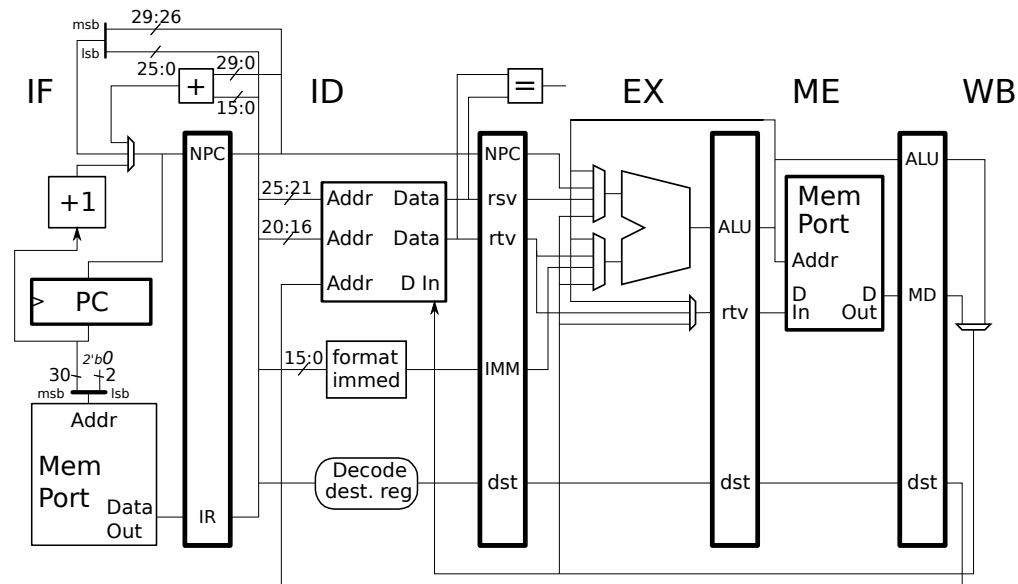 29:26
msb
lsb
25:0
29:0
+
15:0
=
IF
ID
EX
ME
WB
NPC
NPC
ALU
+1
25:21
Addr
Data
rsv
Mem
Port
20:16
Addr
Data
rtv
ALU
Addr
Addr
D In
PC
D
In
D
Out
MD
rtv
2'b0
30
2
msb
lsb
15:0
format
immed
IMM
Addr
Mem
Port
Data
Out
IR
Decode
dest. reg
dst
dst
dst